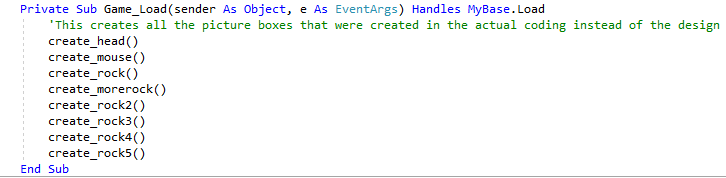 Private Sub Game_Load(sender As Object, e As EventArgs) Handles MyBase.Load
'This creates all the picture boxes that were created in the actual coding instead of the design
create_head()
create_mouse()
create_rock()
create_morerock()
create_rock2()
create_rock3()
create_rock4()
create_rock5()
End Sub